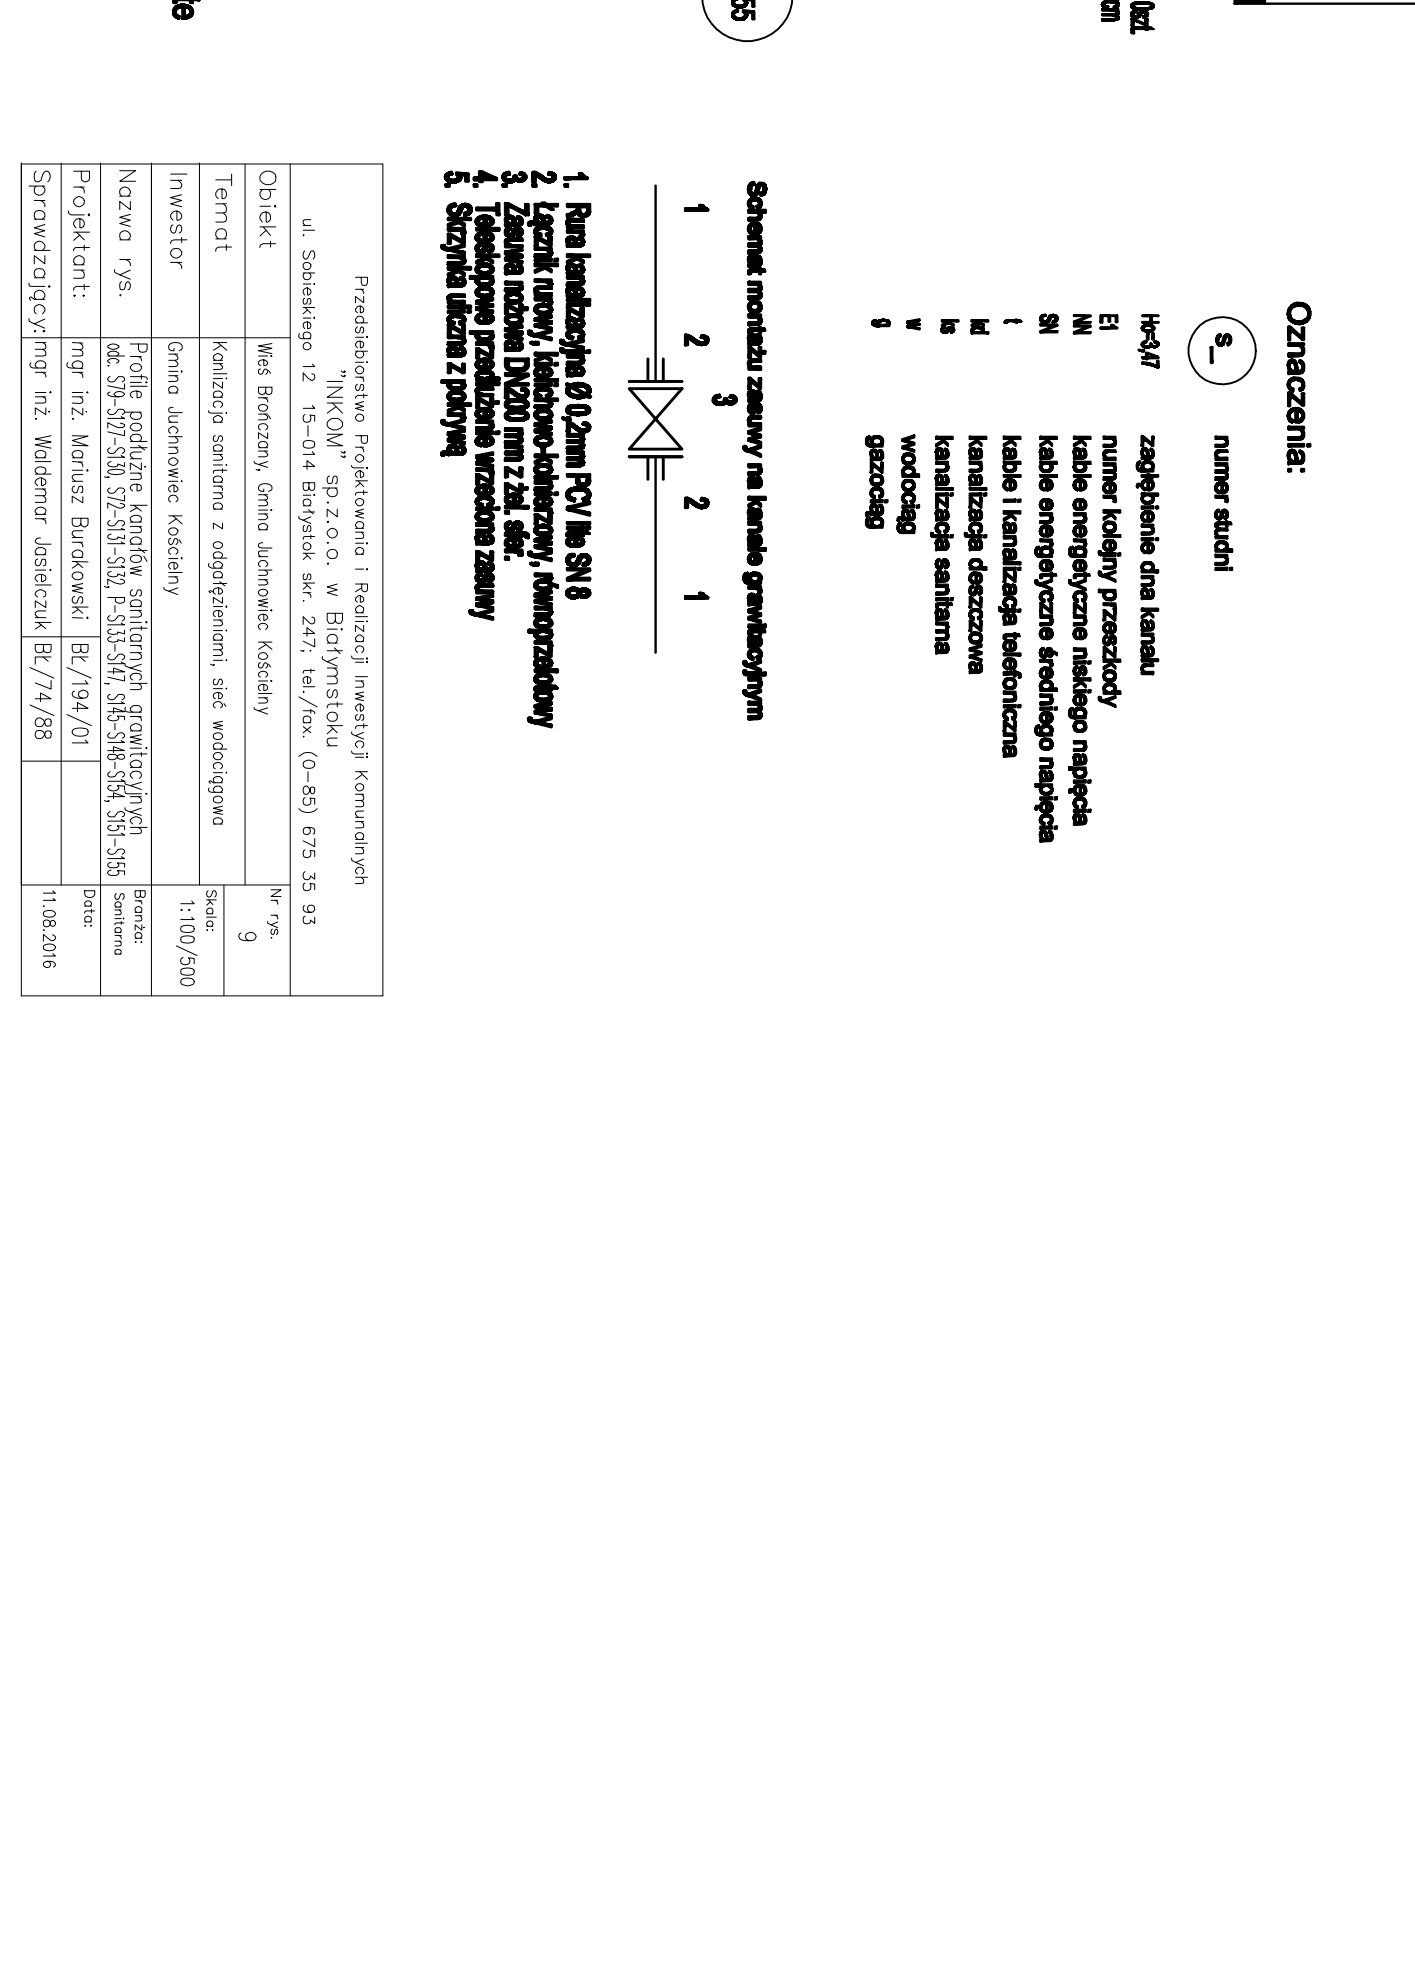 55
0szt.
cm
Oznaczenia:
s_ numer studni
Ho=3,47 zagłębienie dna kanału
E1 numer kolejny przeszkody
NN kable energetyczne niskiego napięcia
SN kable energetyczne średniego napięcia
t kable i kanalizacja telefoniczna
kd kanalizacja deszczowa
ks kanalizacja sanitarna
w wodociąg
g gazociąg
Schemat montażu zasuwy na kanale grawitacyjnym
3
1 2 2 1
1. Rura kanalizacyjna Ø 0,2mm PCV lite SN 8
2. Łącznik rurowy, kielichowo-kołnierzowy, równoprzelotowy
3. Zasuwa nożowa DN200 mm z żel. sfer.
4. Teleskopowe przedłużenie wrzeciona zasuwy
5. Skrzynka uliczna z pokrywą
Przedsiebiorstwo Projektowania i Realizacji Inwestycji Komunalnych
"INKOM" sp.z.o.o. w Białymstoku
ul. Sobieskiego 12 15-014 Białystok skr. 247; tel./fax. (0-85) 675 35 93
Obiekt Wieś Brończany, Gmina Juchnowiec Kościelny
Nr rys.
9
Temat Kanlizacja sanitarna z odgałęzieniami, sieć wodociągowa
Skala:
1:100/500
Inwestor Gmina Juchnowiec Kościelny
Nazwa rys. Profile podłużne kanałów sanitarnych grawitacyjnych
odc. S79-S127-S130, S72-S131-S132, P-S133-S147, S145-S148-S154, S151-S155
Branża:
Sanitarna
Projektant: mgr inż. Mariusz Burakowski BŁ/194/01
Data:
Sprawdzający: mgr inż. Waldemar Jasielczuk BŁ/74/88
11.08.2016